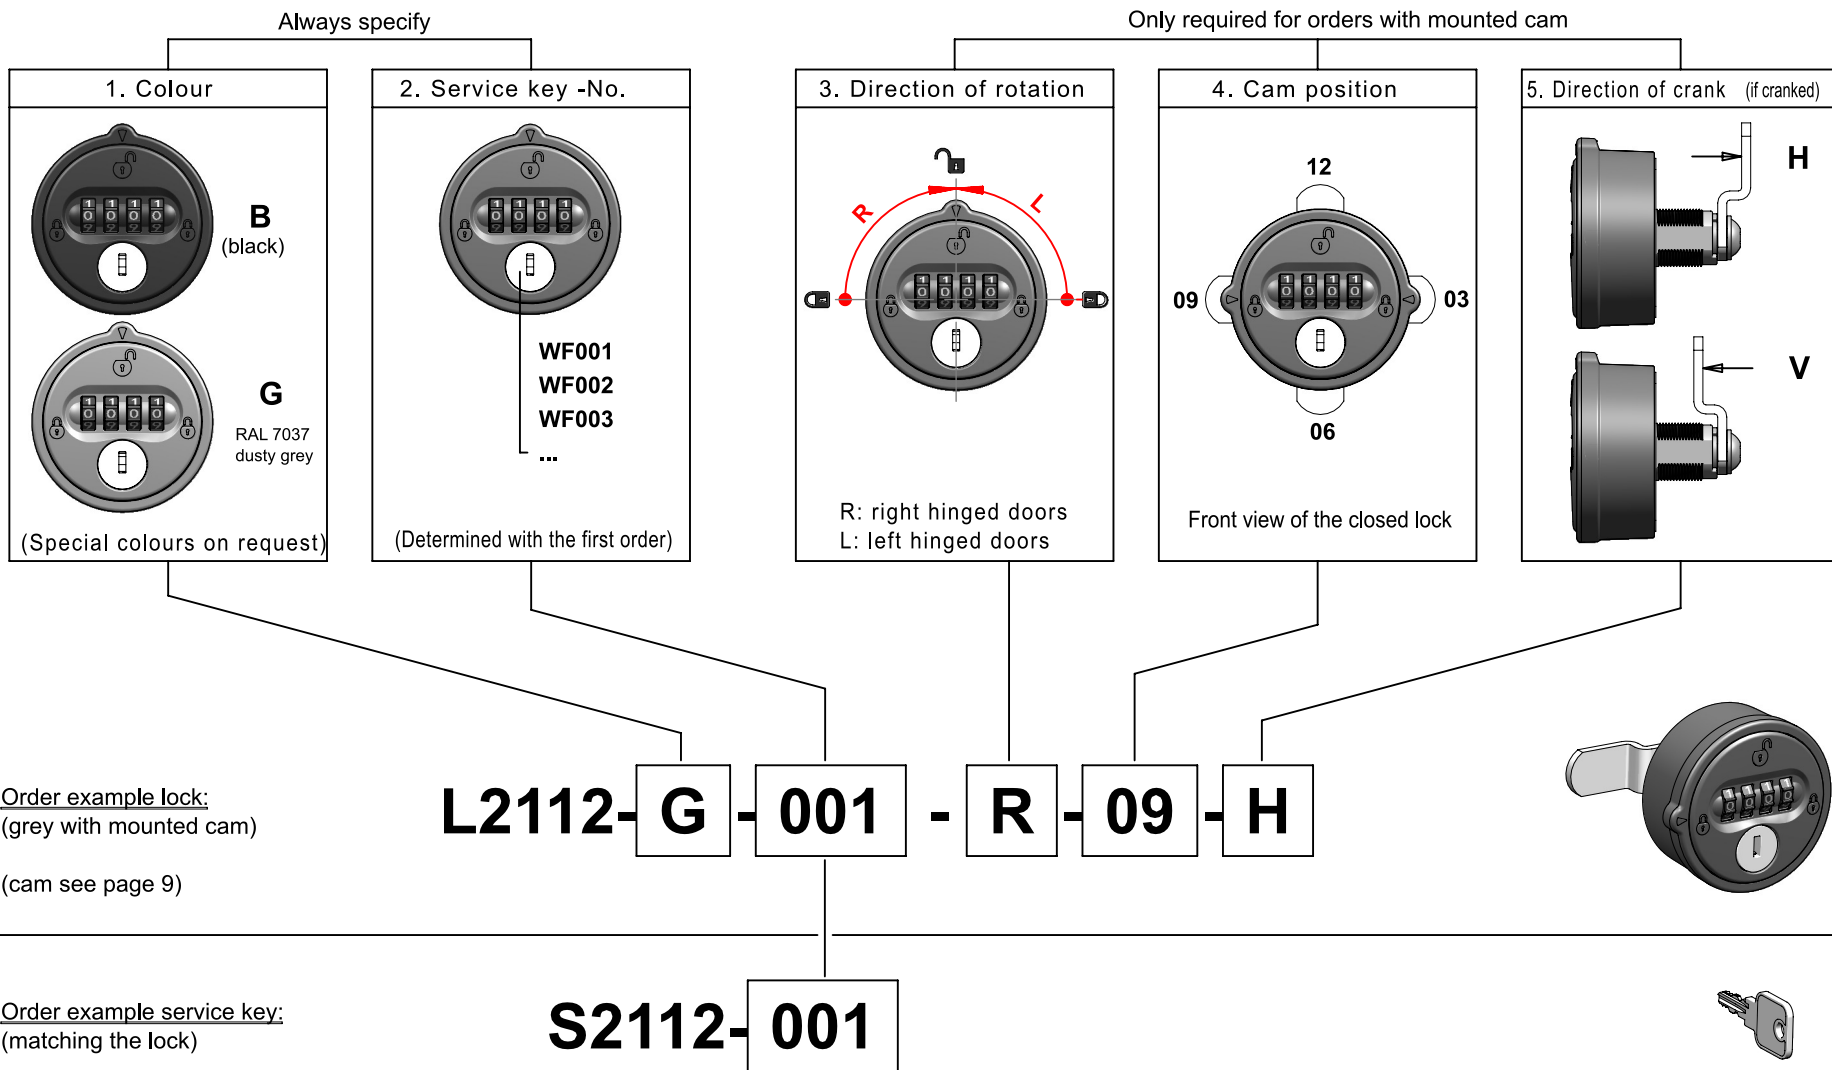 Always specify
Only required for orders with mounted cam
1. Colour
B
(black)
G
RAL 7037
dusty grey
(Special colours on request)
2. Service key -No.
WF001
WF002
WF003
...
(Determined with the first order)
3. Direction of rotation
R
L
R: right hinged doors
L: left hinged doors
4. Cam position
12
09
03
06
Front view of the closed lock
5. Direction of crank (if cranked)
H
V
Order example lock:
(grey with mounted cam)
(cam see page 9)
L2112-G-001 - R-09-H
Order example service key:
(matching the lock)
S2112-001